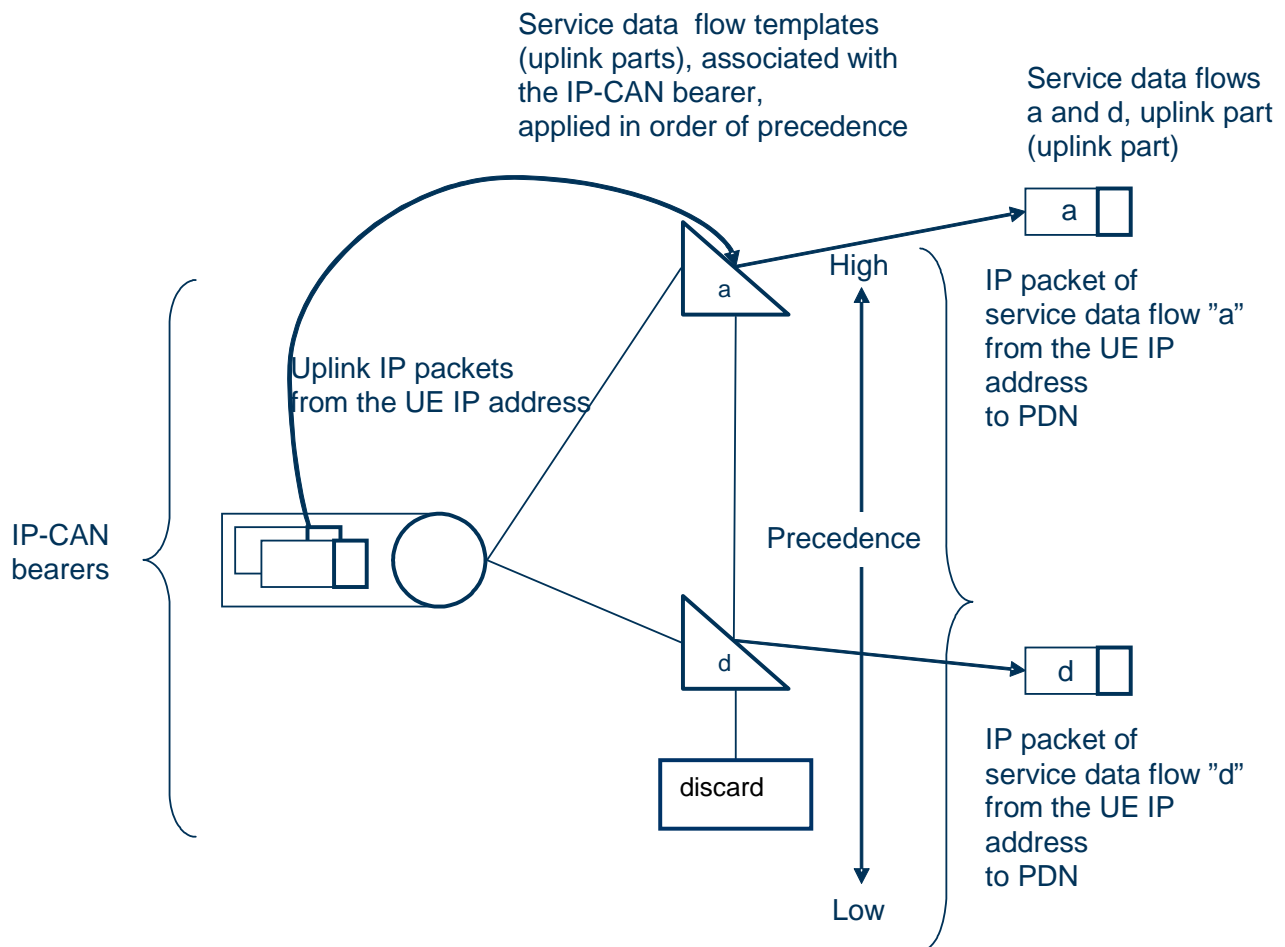 Service data flow templates
(uplink parts), associated with
the IP-CAN bearer,
applied in order of precedence
Service data flows
a and d, uplink part
(uplink part)
a
a
High
IP packet of
service data flow ”a”
from the UE IP
address
to PDN
Uplink IP packets
from the UE IP address
IP-CAN
bearers
Precedence
d
d
discard
IP packet of
service data flow ”d”
from the UE IP
address
to PDN
Low